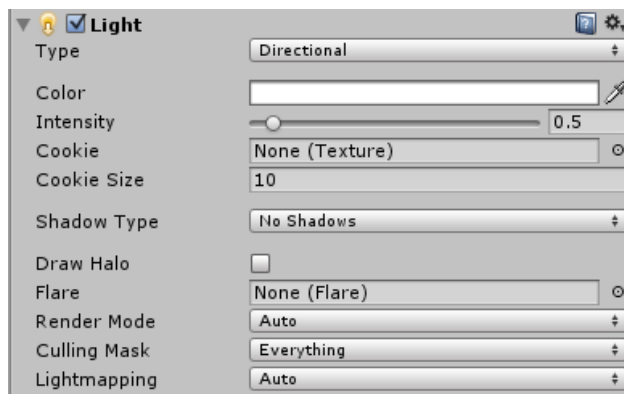 Light
Type Directional
Color
Intensity 0.5
Cookie None (Texture)
Cookie Size 10
Shadow Type No Shadows
Draw Halo
Flare None (Flare)
Render Mode Auto
Culling Mask Everything
Lightmapping Auto